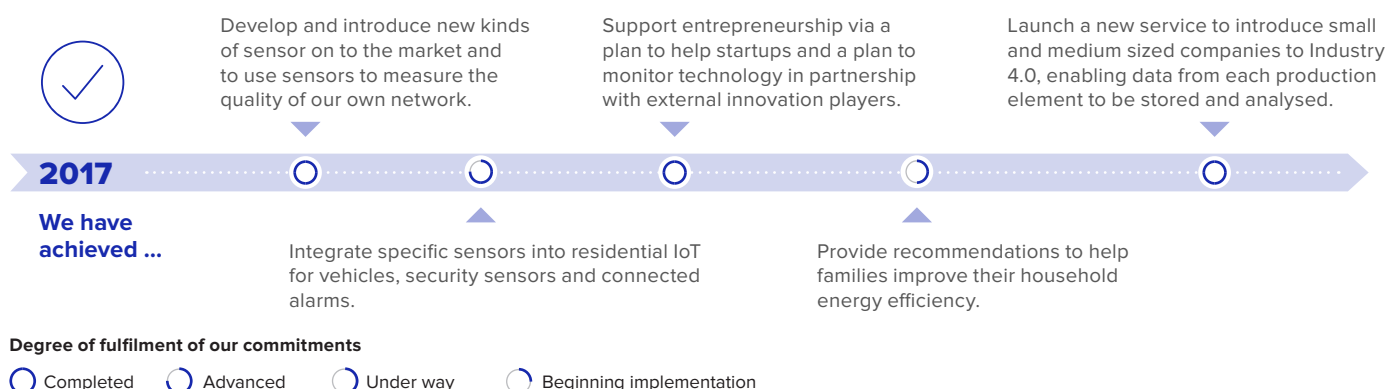 Develop and introduce new kinds
of sensor on to the market and
to use sensors to measure the
quality of our own network.
Support entrepreneurship via a
plan to help startups and a plan to
monitor technology in partnership
with external innovation players.
Launch a new service to introduce small
and medium sized companies to Industry
4.0, enabling data from each production
element to be stored and analysed.
2017
We have
achieved ...
Integrate specific sensors into residential IoT
for vehicles, security sensors and connected
alarms.
Provide recommendations to help
families improve their household
energy efficiency.
Degree of fulfilment of our commitments
Completed Advanced Under way Beginning implementation